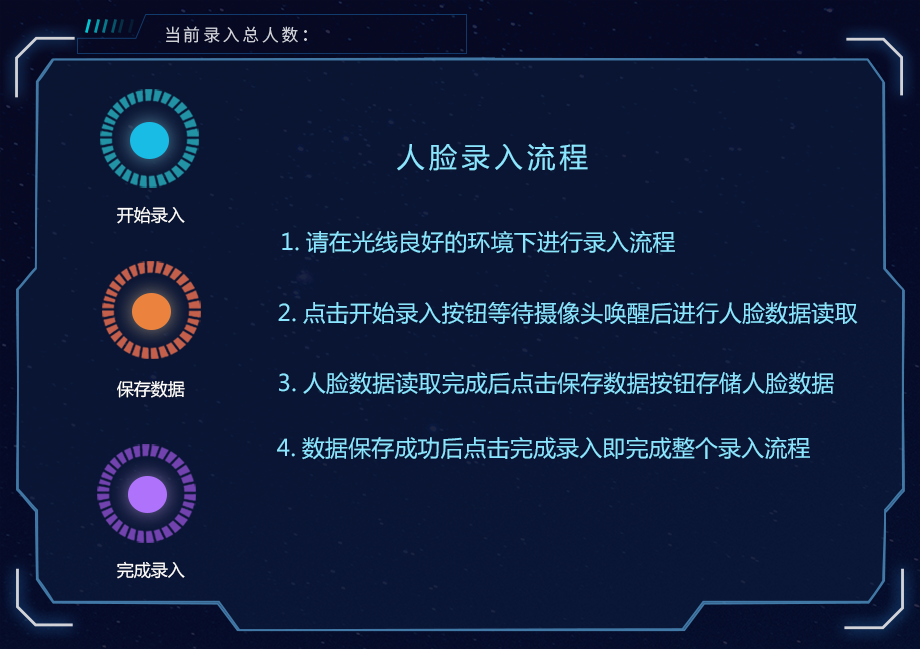 当前录入总人数：
人脸录入流程
开始录入
1. 请在光线良好的环境下进行录入流程
2. 点击开始录入按钮等待摄像头唤醒后进行人脸数据读取
保存数据
3. 人脸数据读取完成后点击保存数据按钮存储人脸数据
4. 数据保存成功后点击完成录入即完成整个录入流程
完成录入